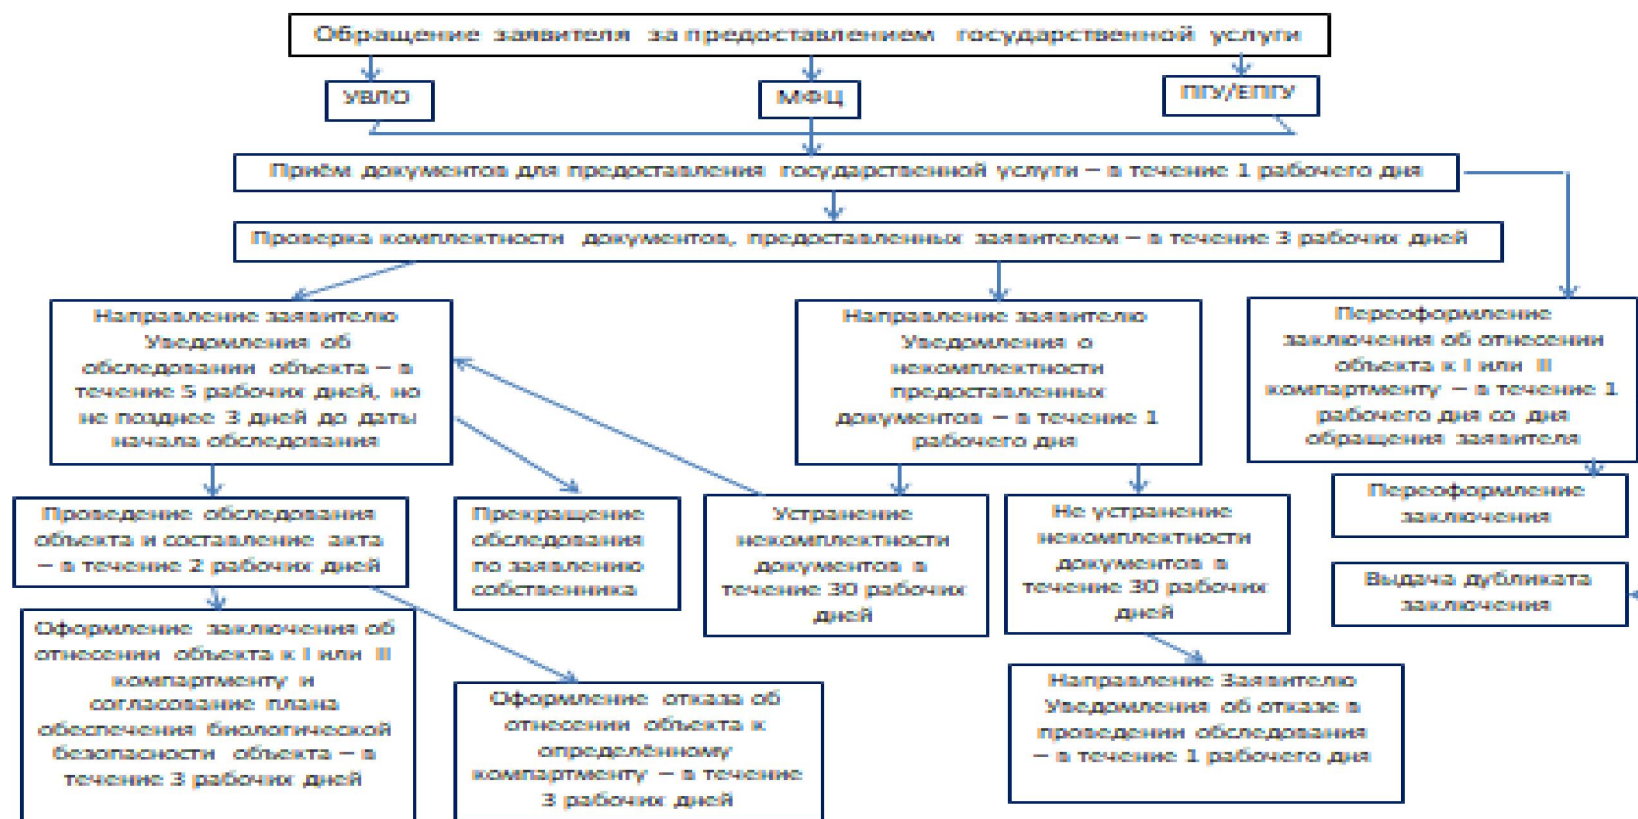 Обращение заявителя за предоставлением государственной услуги
УВЛО
МФЦ
ПГУ/ЕПГУ
Приём документов для предоставления государственной услуги – в течение 1 рабочего дня
Проверка комплектности документов, предоставленных заявителем – в течение 3 рабочих дней
Направление заявителю
Уведомления об
обследовании объекта – в
течение 5 рабочих дней, но
не позднее 3 дней до даты
начала обследования
Направление заявителю
Уведомления о
некомплектности
предоставленных
документов – в течение 1
рабочего дня
Переоформление
заключения об отнесении
объекта к I или II
компартменту – в течение 1
рабочего дня со дня
обращения заявителя
Проведение обследования
объекта и составление акта
– в течение 2 рабочих дней
Прекращение
обследования
по заявлению
собственника
Устранение
некомплектности
документов в
течение 30 рабочих
дней
Не устранение
некомплектности
документов в
течение 30 рабочих
дней
Переоформление
заключения
Выдача дубликата
заключения
Оформление заключения об
отнесении объекта к I или II
компартменту и
согласование плана
обеспечения биологической
безопасности объекта – в
течение 3 рабочих дней
Оформление отказа об
отнесении объекта к
определённому
компартменту – в течение
3 рабочих дней
Направление Заявителю
Уведомления об отказе в
проведении обследования
– в течение 1 рабочего дня